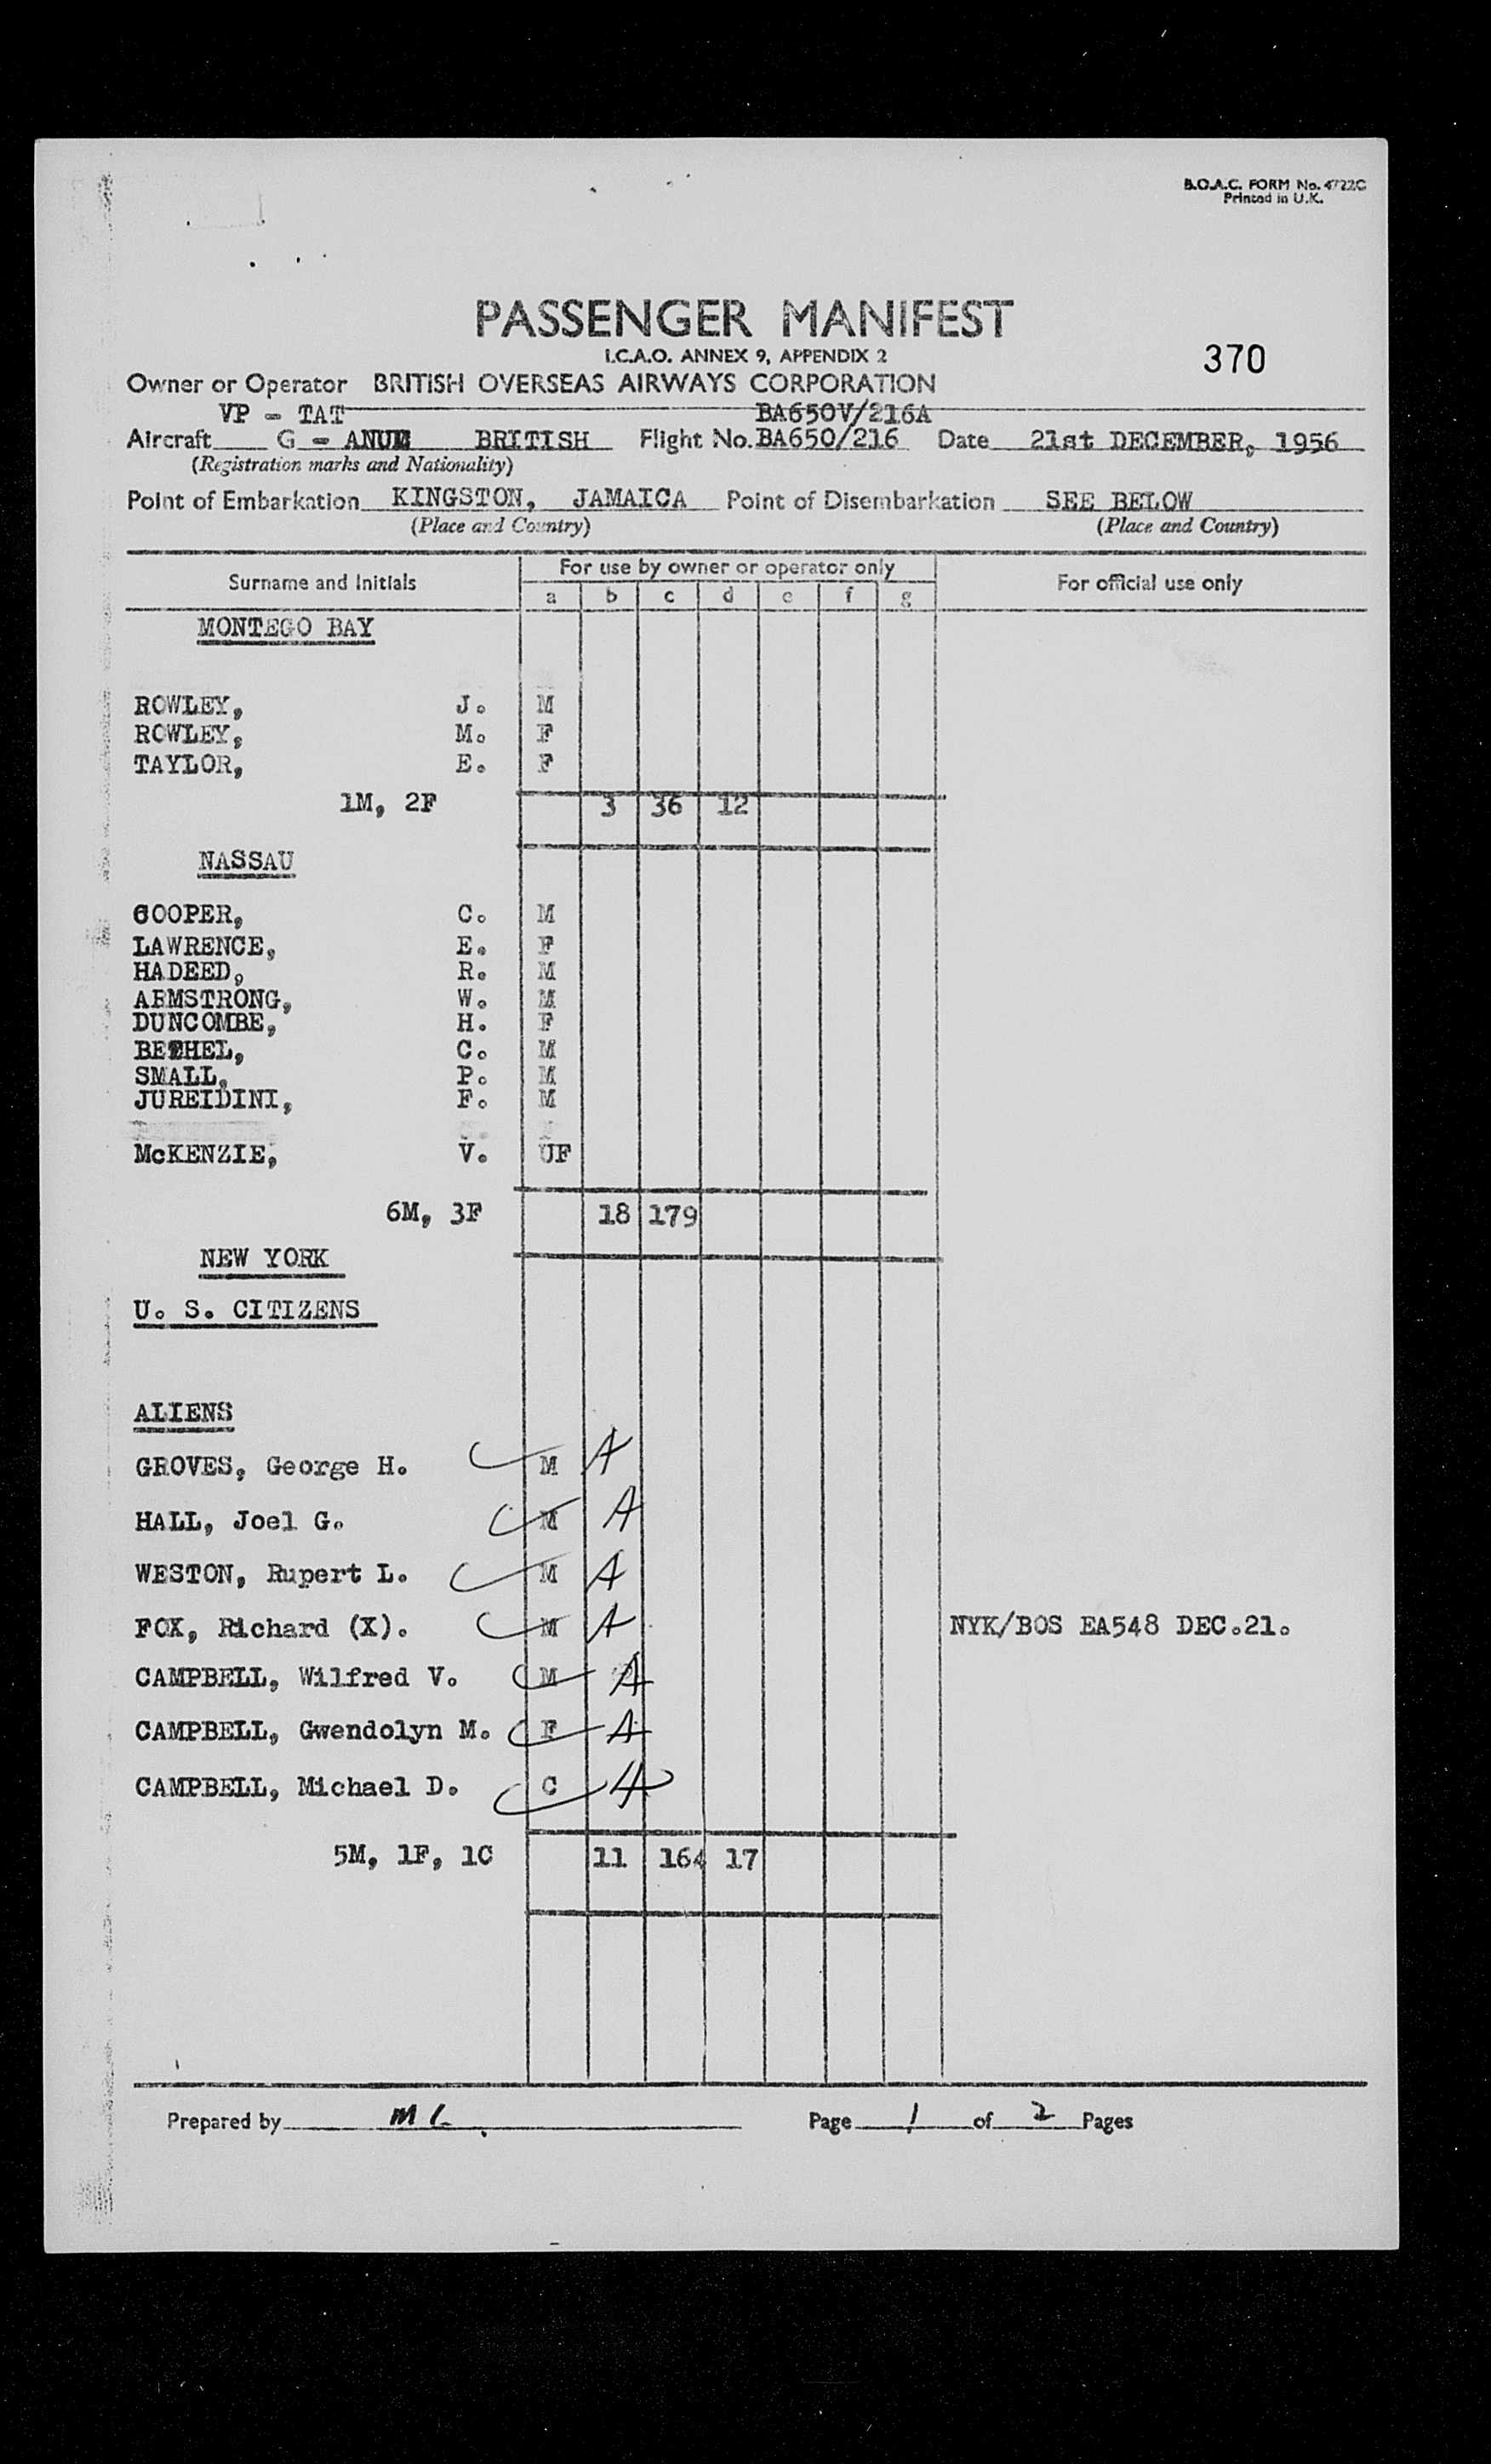 B.O.A.C. FORM No. 4722C
Printed in U.K.
PASSENGER MANIFEST
I.C.A.O. ANNEX 9, APPENDIX 2
370
Owner or Operator BRITISH OVERSEAS AIRWAYS CORPORATION
VP - TAT BA650V/216A
Aircraft G - BRITISH Flight No. BA650/216 Date 21st DECEMBER, 1956
(Registration marks and Nationality)
Point of Embarkation KINGSTON, JAMAICA Point of Disembarkation SEE BELOW
(Place and Country) (Place and Country)
Surname and Initials For use by owner or operator only For official use only
a b c d e f g
MONTEGO BAY
ROWLEY, J. M
ROWLEY, M. F
TAYLOR, E. F
1M, 2F 3 36 12
NASSAU
COOPER, C. M
LAWRENCE, E. F
HADEED, R. M
ARMSTRONG, W. M
DUNCOMBE, H. F
BETHEL, C. M
SMALL, P. M
JUREIDINI, F. M
McKENZIE, V. UF
6M, 3F 18 179
NEW YORK
U. S. CITIZENS
ALIENS
GROVES, George H. M A
HALL, Joel G. M A
WESTON, Rupert L. M A
FOX, Richard (X). M A NYK/BOS EA548 DEC.21.
CAMPBELL, Wilfred V. M A
CAMPBELL, Gwendolyn M. F A
CAMPBELL, Michael D. C A
5M, 1F, 1C 11 164 17
Prepared by Page 1 of 2 Pages